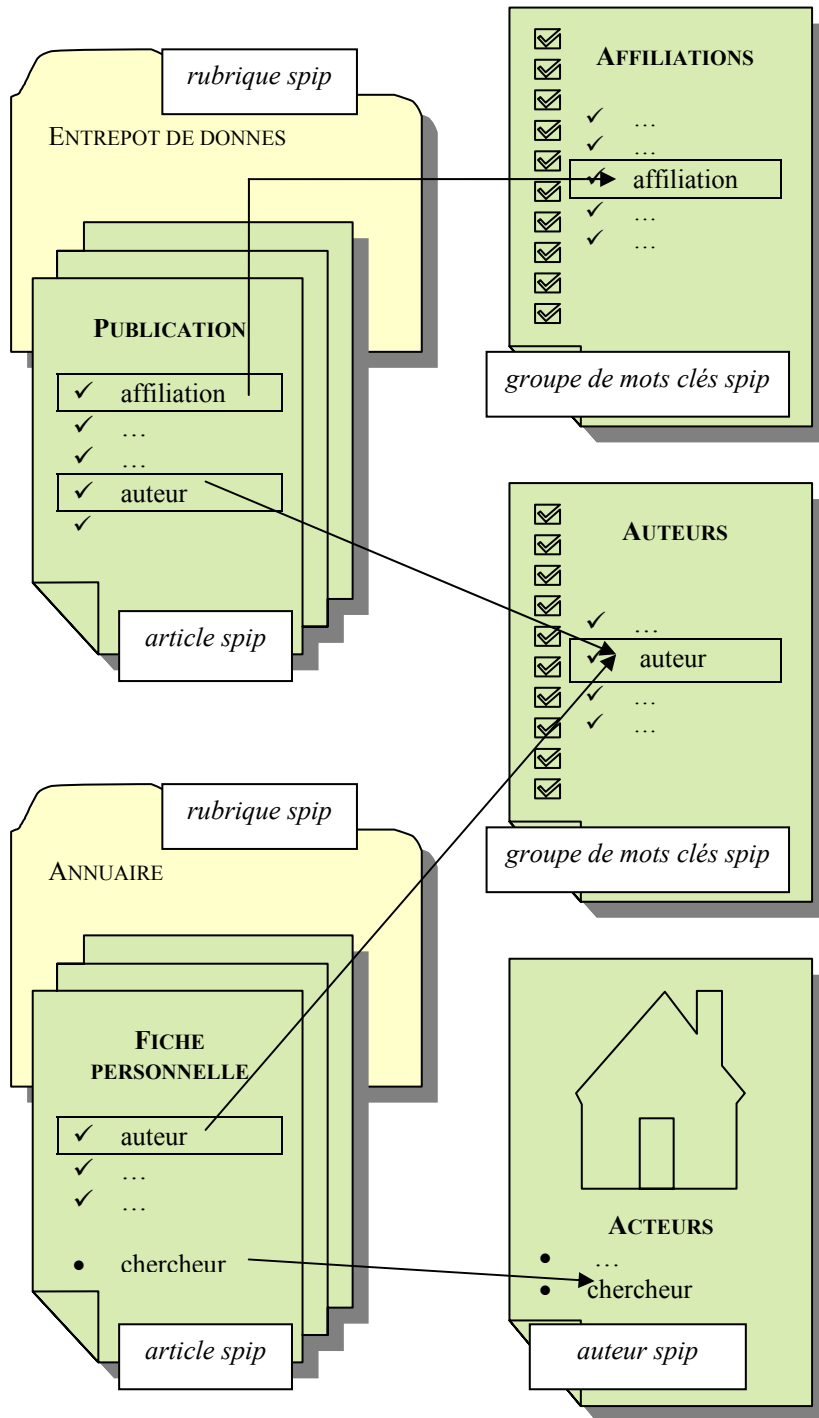 rubrique spip
ENTREPOT DE DONNES
PUBLICATION
affiliation
…
…
auteur
article spip
AFFILIATIONS
…
…
affiliation
…
…
groupe de mots clés spip
AUTEURS
…
auteur
…
…
groupe de mots clés spip
rubrique spip
ANNUAIRE
FICHE
PERSONNELLE
auteur
…
…
chercheur
article spip
ACTEURS
…
chercheur
auteur spip